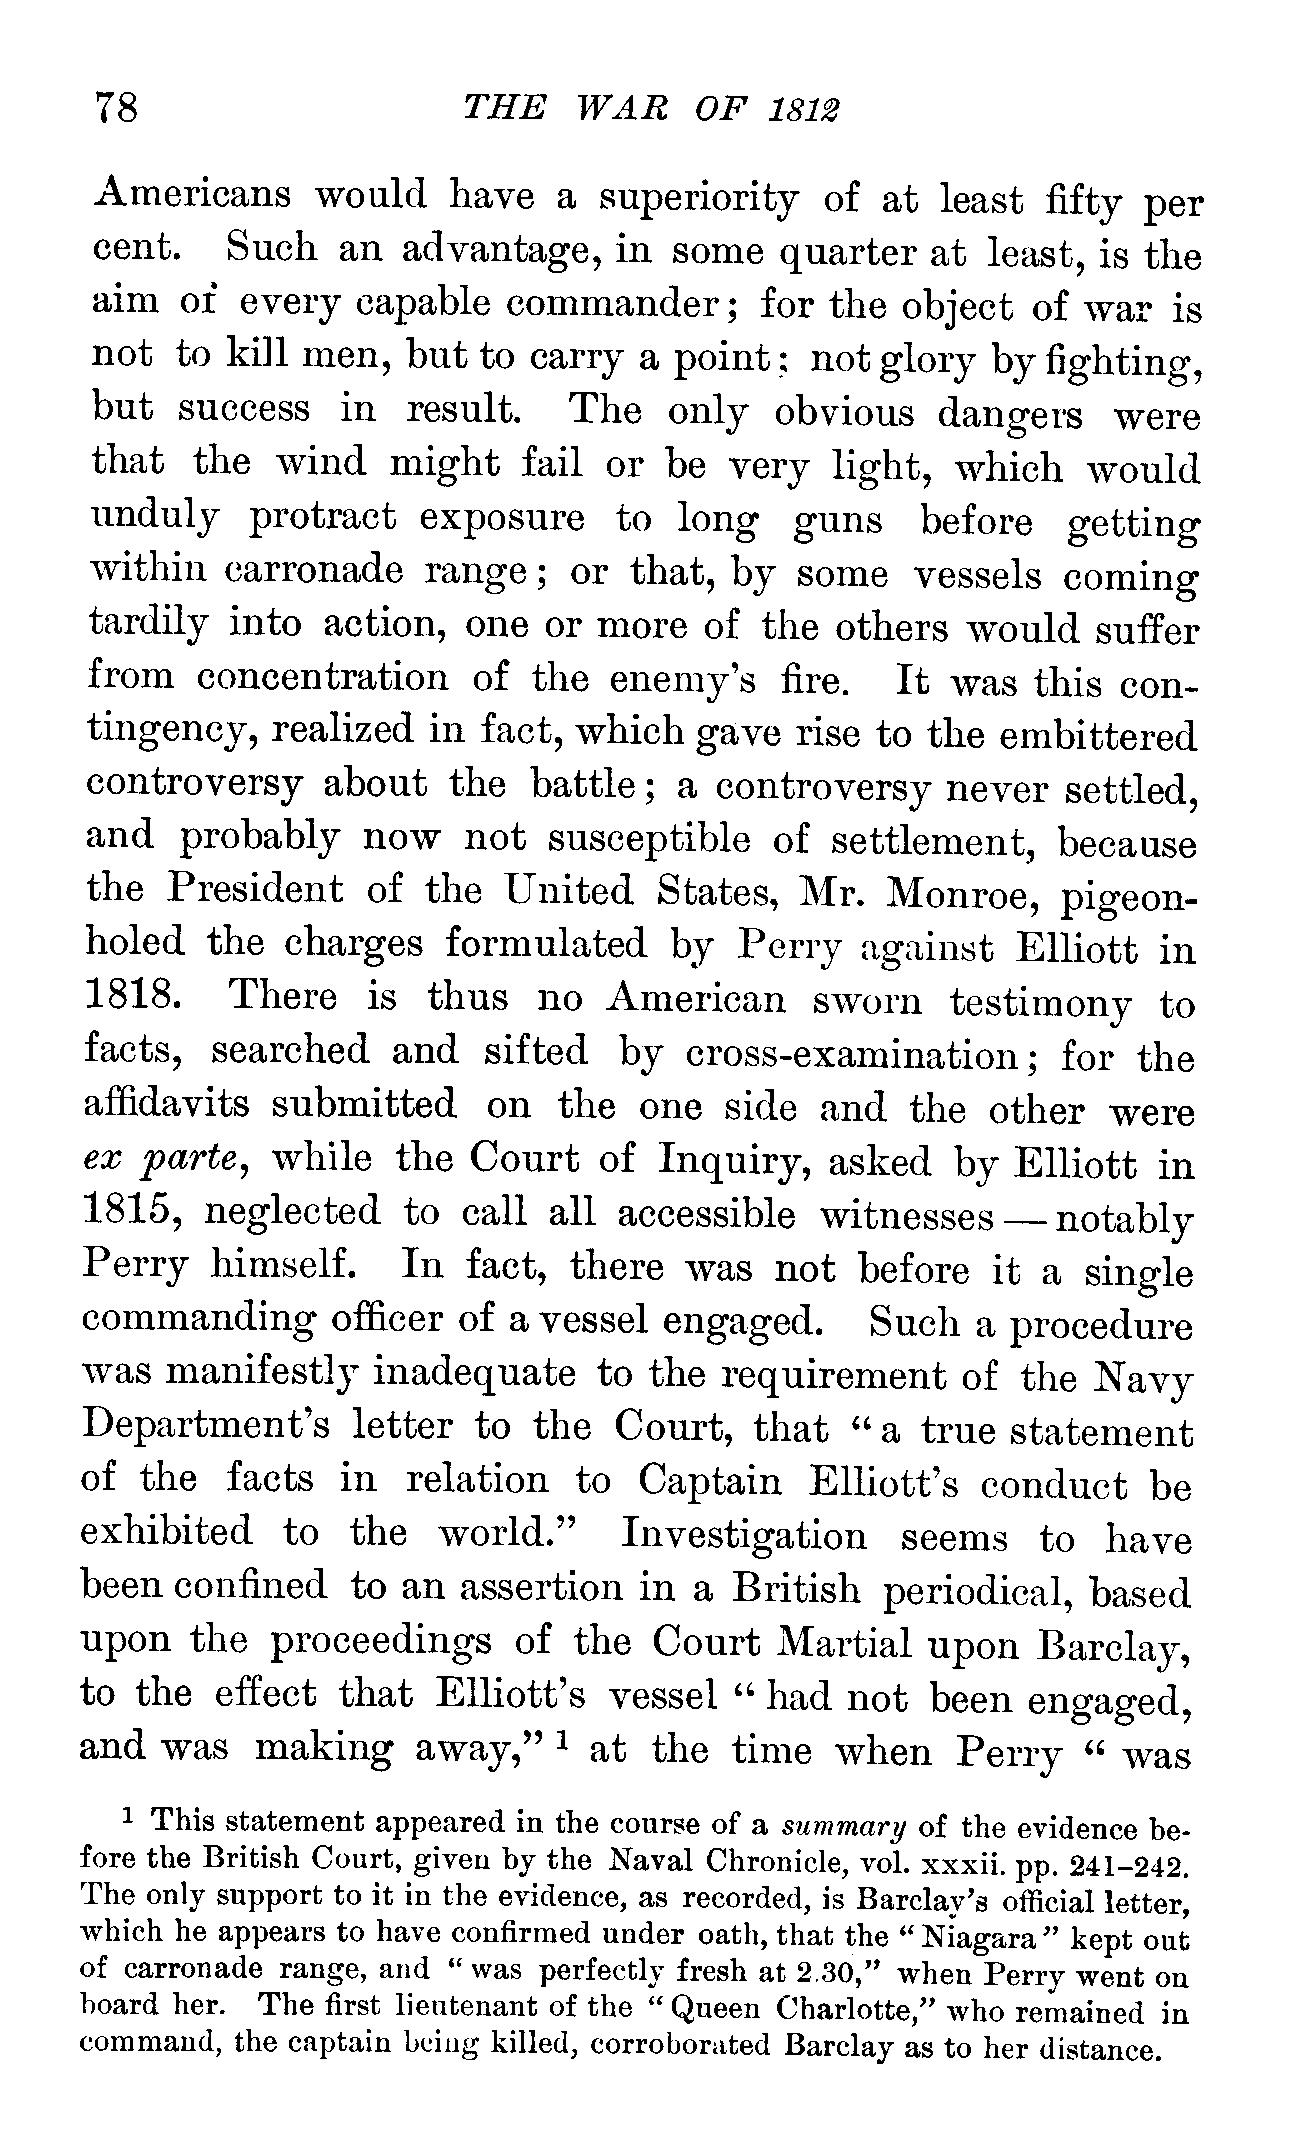 78 THE WAR OF 1812
Americans would have a superiority of at least fifty per
cent. Such an advantage, in some quarter at least, is the
aim of every capable commander; for the object of war is
not to kill men, but to carry a point; not glory by fighting,
but success in result. The only obvious dangers were
that the wind might fail or be very light, which would
unduly protract exposure to long guns before getting
within carronade range; or that, by some vessels coming
tardily into action, one or more of the others would suffer
from concentration of the enemy's fire. It was this con-
tingency, realized in fact, which gave rise to the embittered
controversy about the battle; a controversy never settled,
and probably now not susceptible of settlement, because
the President of the United States, Mr. Monroe, pigeon-
holed the charges formulated by Perry against Elliott in
1818. There is thus no American sworn testimony to
facts, searched and sifted by cross-examination; for the
affidavits submitted on the one side and the other were
ex parte, while the Court of Inquiry, asked by Elliott in
1815, neglected to call all accessible witnesses — notably
Perry himself. In fact, there was not before it a single
commanding officer of a vessel engaged. Such a procedure
was manifestly inadequate to the requirement of the Navy
Department's letter to the Court, that "a true statement
of the facts in relation to Captain Elliott's conduct be
exhibited to the world." Investigation seems to have
been confined to an assertion in a British periodical, based
upon the proceedings of the Court Martial upon Barclay,
to the effect that Elliott's vessel "had not been engaged,
and was making away," 1 at the time when Perry "was
1 This statement appeared in the course of a summary of the evidence be-
fore the British Court, given by the Naval Chronicle, vol. xxxii. pp. 241–242.
The only support to it in the evidence, as recorded, is Barclay's official letter,
which he appears to have confirmed under oath, that the "Niagara" kept out
of carronade range, and "was perfectly fresh at 2.30," when Perry went on
board her. The first lieutenant of the "Queen Charlotte," who remained in
command, the captain being killed, corroborated Barclay as to her distance.